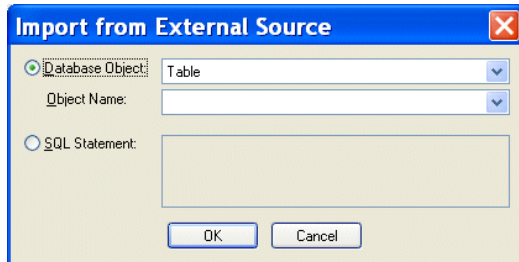 Import from External Source
Database Object:
Table
Object Name:
SQL Statement:
OK
Cancel